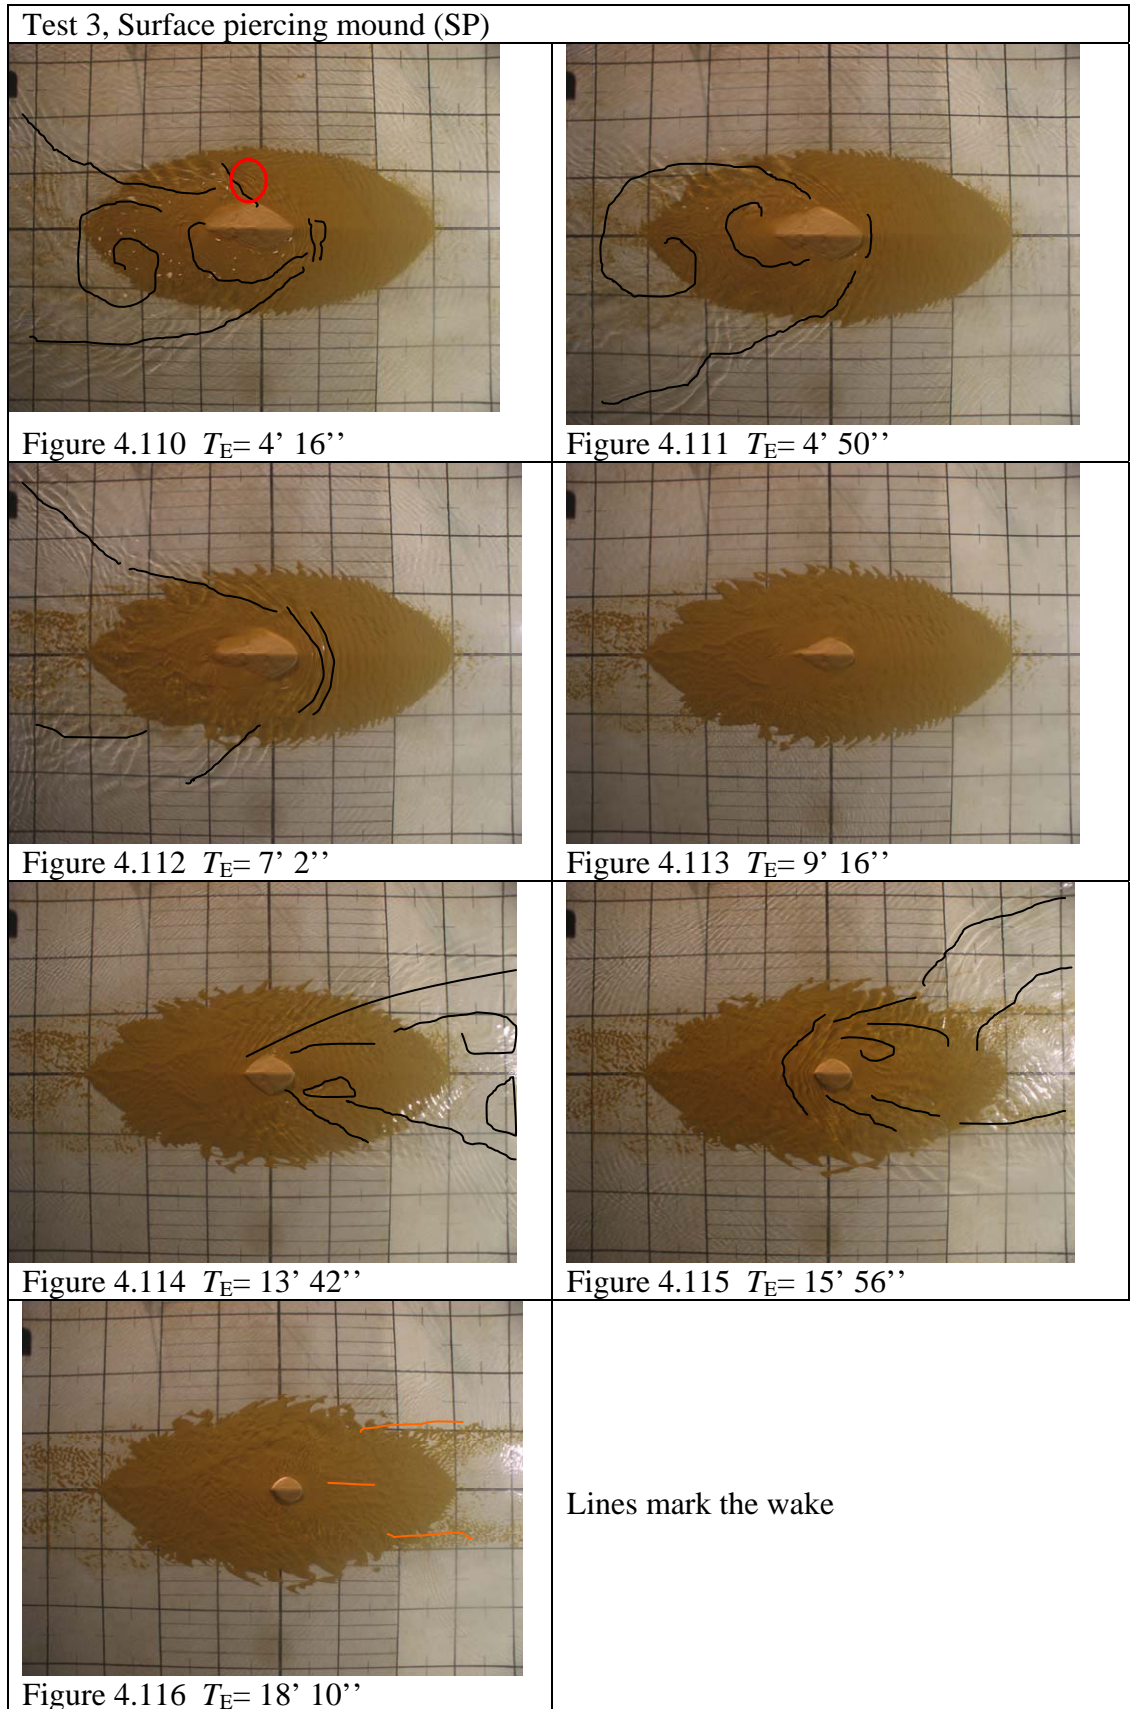 Test 3, Surface piercing mound (SP)
Figure 4.110 TE= 4’ 16’’
Figure 4.111 TE= 4’ 50’’
Figure 4.112 TE= 7’ 2’’
Figure 4.113 TE= 9’ 16’’
Figure 4.114 TE= 13’ 42’’
Figure 4.115 TE= 15’ 56’’
Lines mark the wake
Figure 4.116 TE= 18’ 10’’